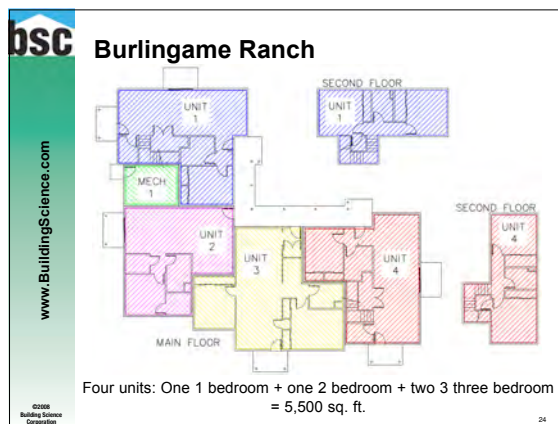 bsc
www.BuildingScience.com
©2008
Building Science
Corporation
Burlingame Ranch
UNIT
1
SECOND FLOOR
UNIT
1
MECH
1
UNIT
2
UNIT
3
UNIT
4
SECOND FLOOR
UNIT
4
MAIN FLOOR
Four units: One 1 bedroom + one 2 bedroom + two 3 three bedroom
= 5,500 sq. ft.
24